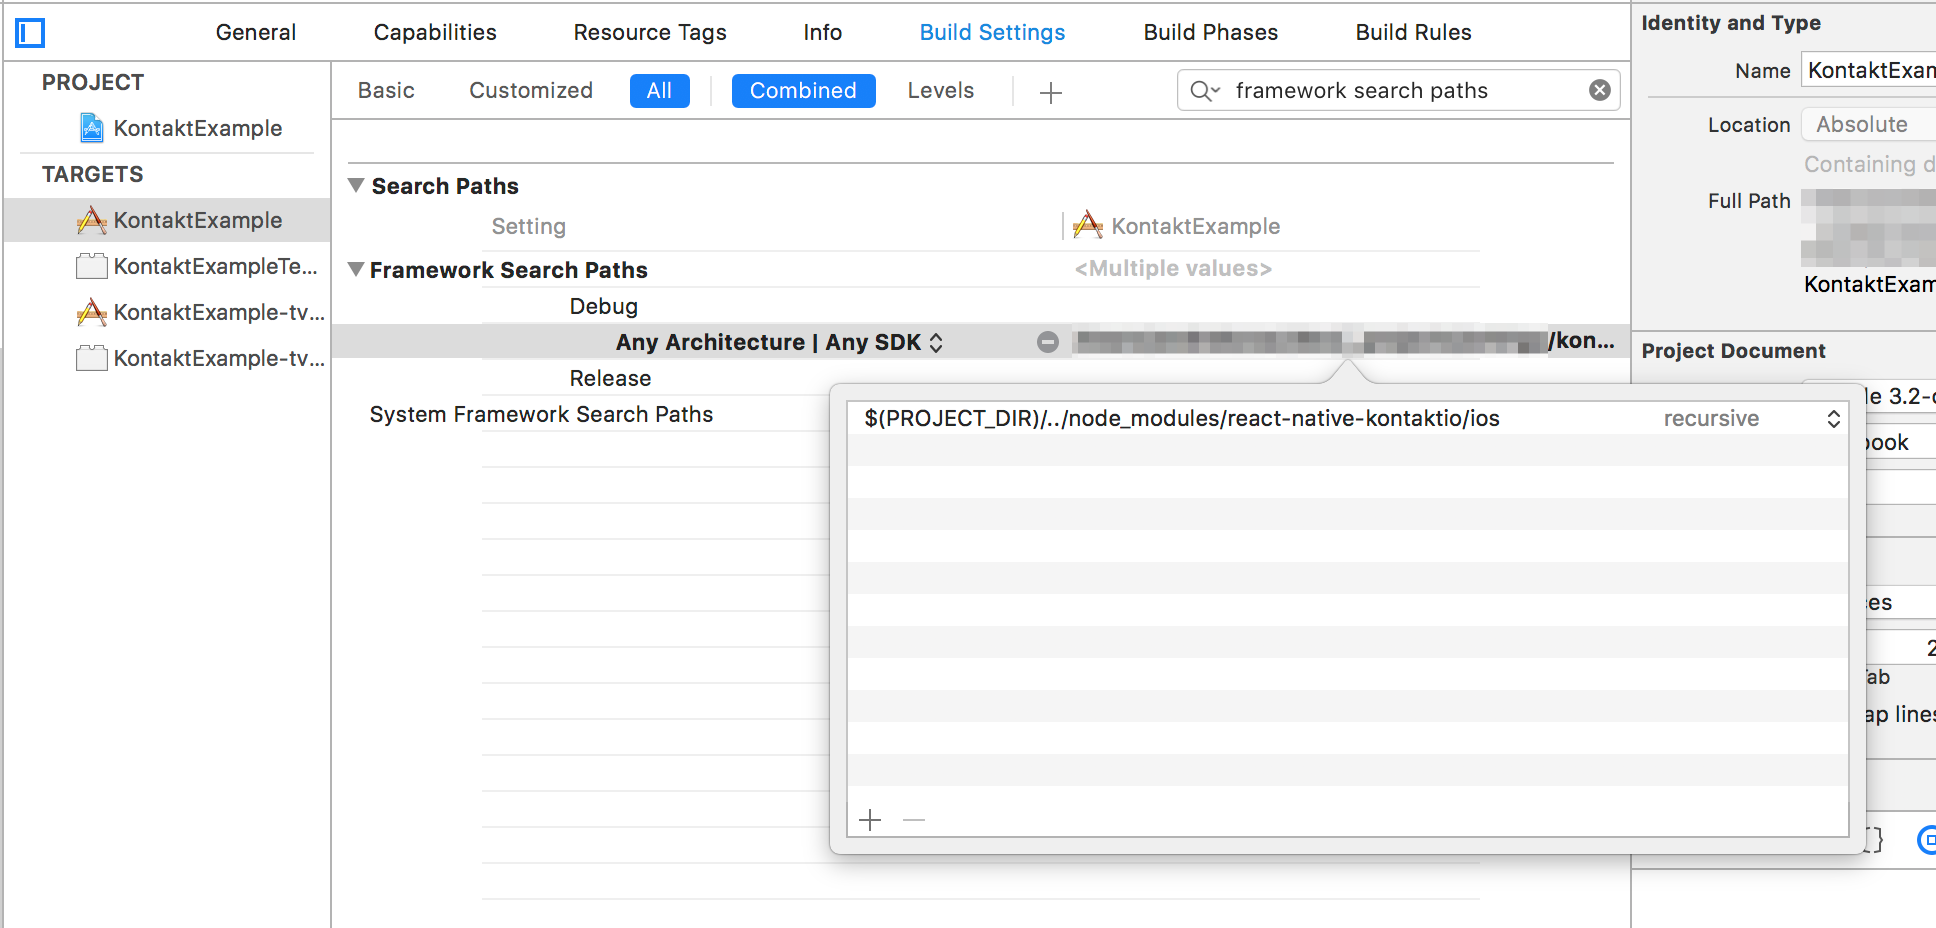 General Capabilities Resource Tags Info Build Settings Build Phases Build Rules
Basic Customized All Combined Levels framework search paths
PROJECT
KontaktExample
TARGETS
KontaktExample
KontaktExampleTe...
KontaktExample-tv...
KontaktExample-tv...
Search Paths
Setting KontaktExample
Framework Search Paths <Multiple values>
Debug
Any Architecture | Any SDK /kon...
Release
System Framework Search Paths
$(PROJECT_DIR)/../node_modules/react-native-kontaktio/ios recursive
Identity and Type
Name KontaktExam
Location Absolute
Containing d
Full Path
KontaktExam
Project Document
3.2-
ook
es
2
ab
ap lines